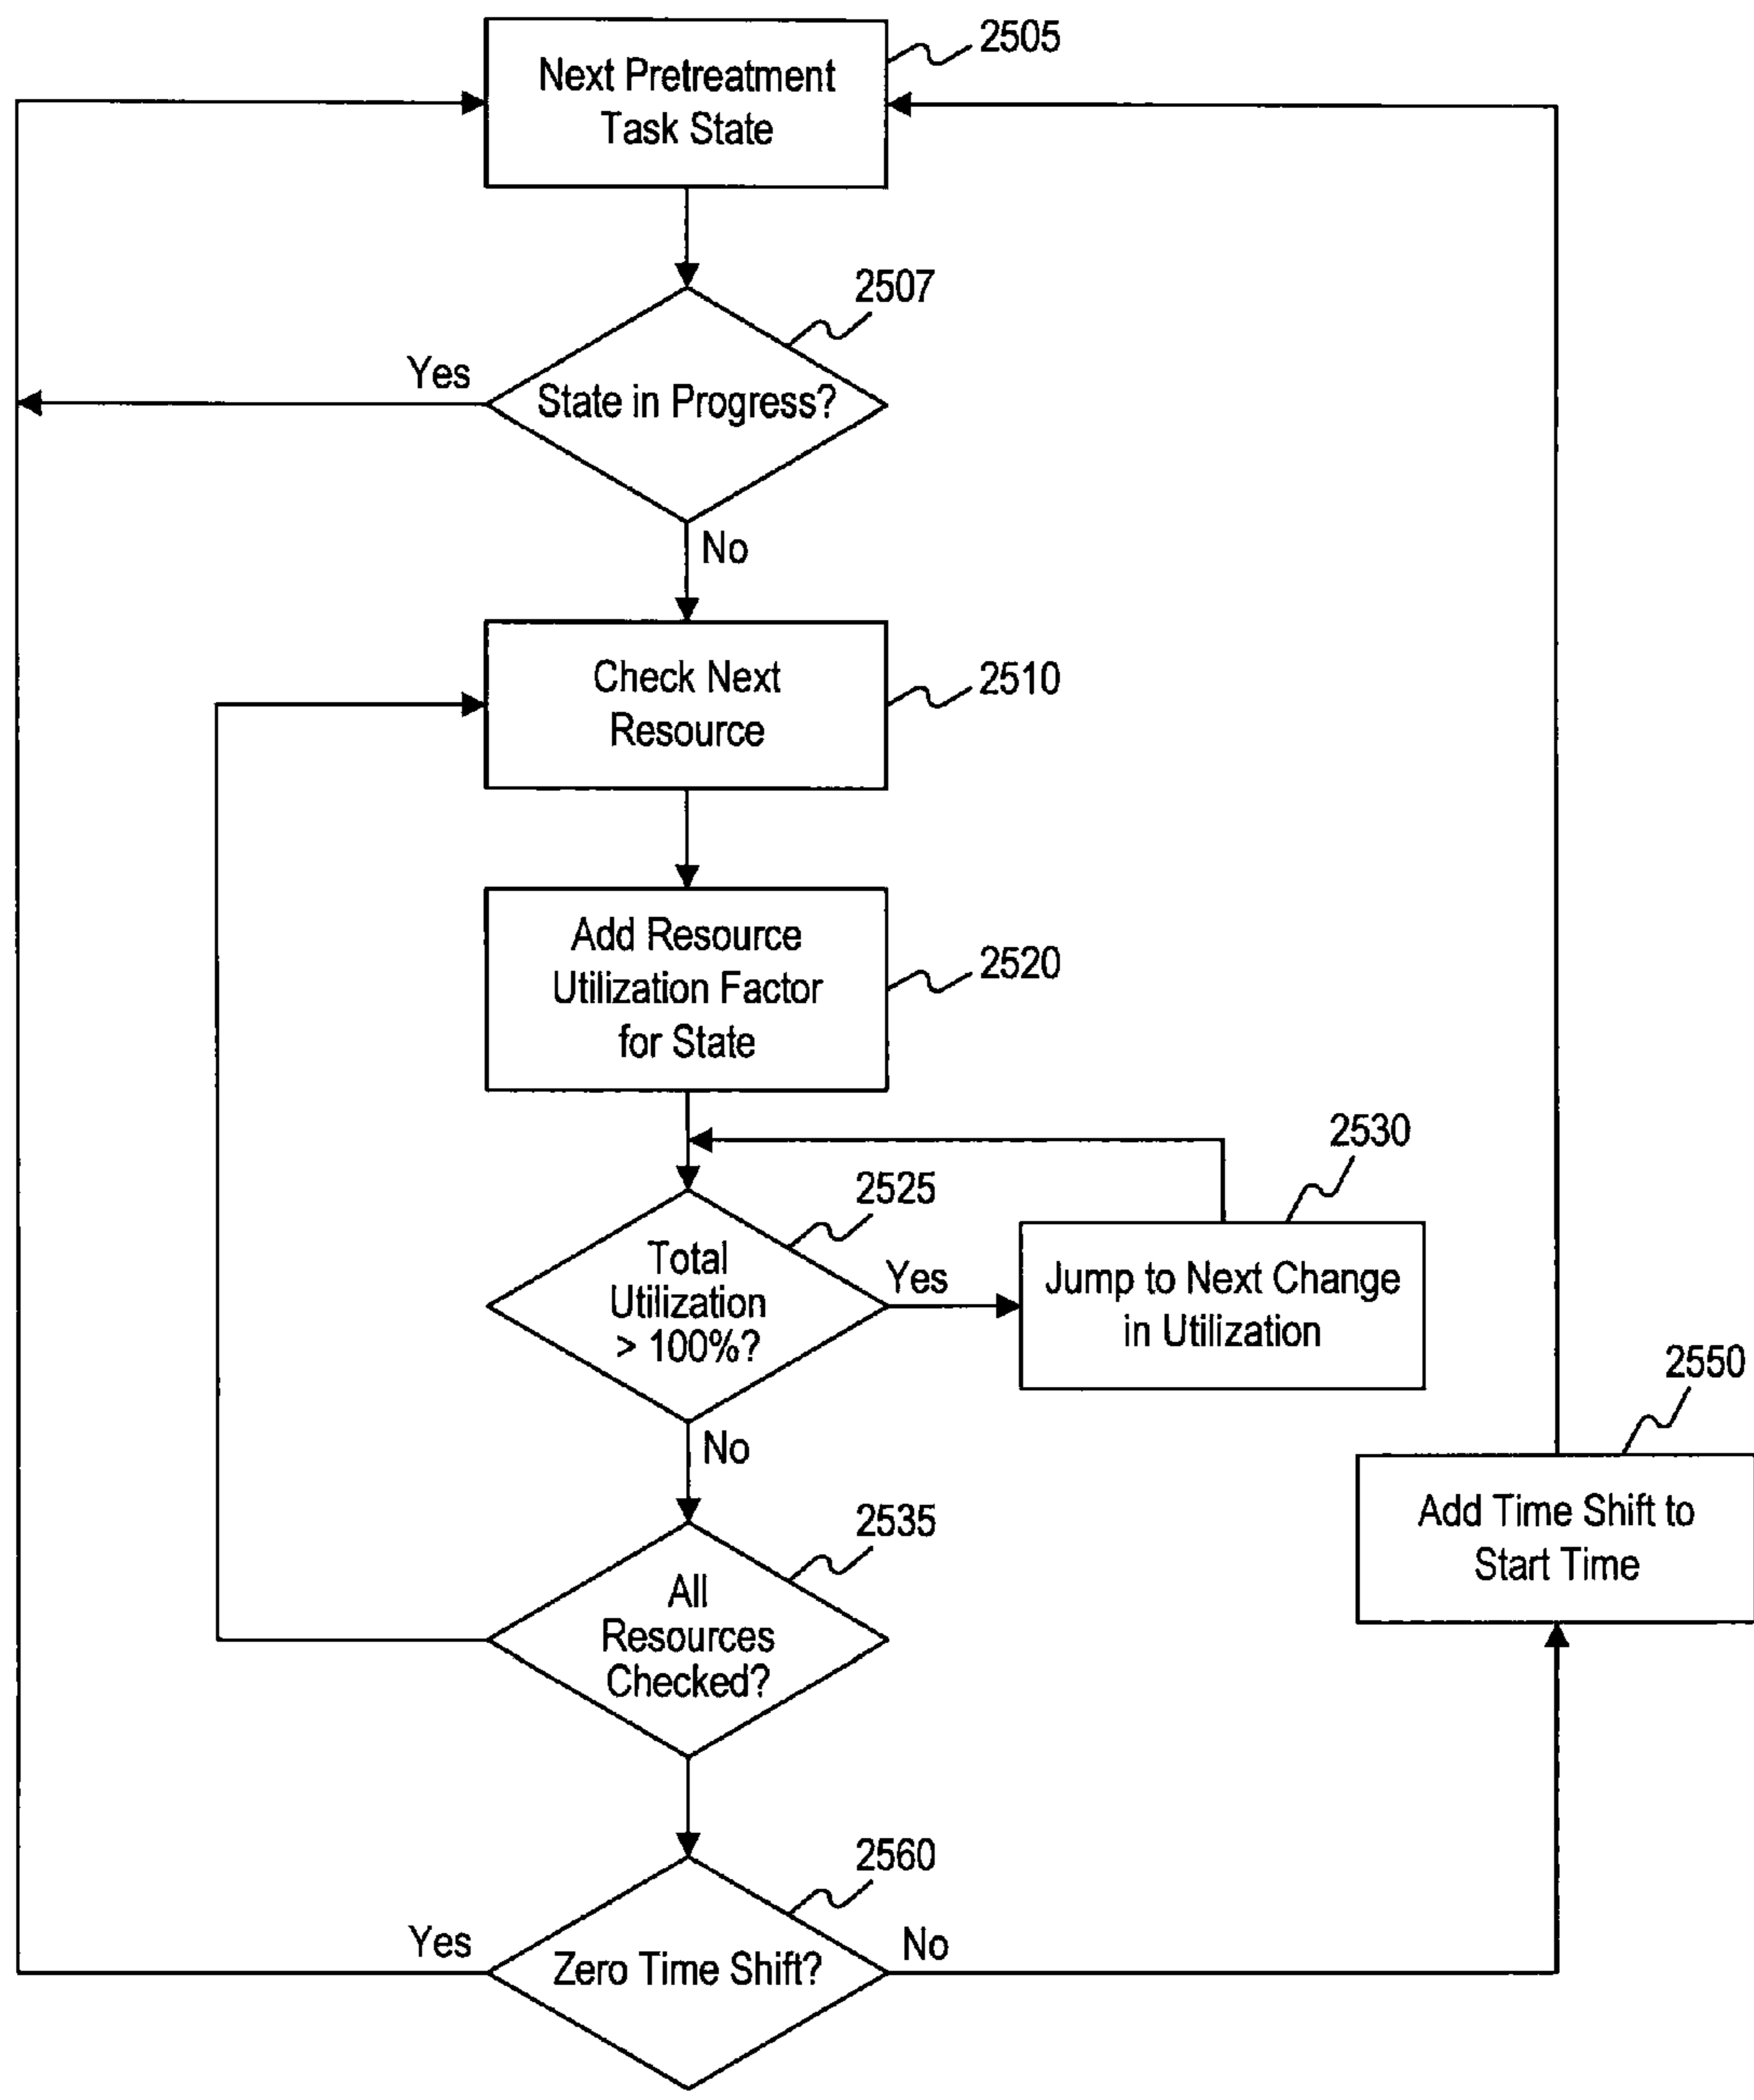 2505
Next Pretreatment
Task State
2507
Yes
State in Progress?
No
Check Next
Resource
2510
Add Resource
Utilization Factor
for State
2520
2530
2525
Total
Utilization
> 100%?
Yes
Jump to Next Change
in Utilization
2550
No
2535
Add Time Shift to
Start Time
All
Resources
Checked?
2560
Yes
Zero Time Shift?
No